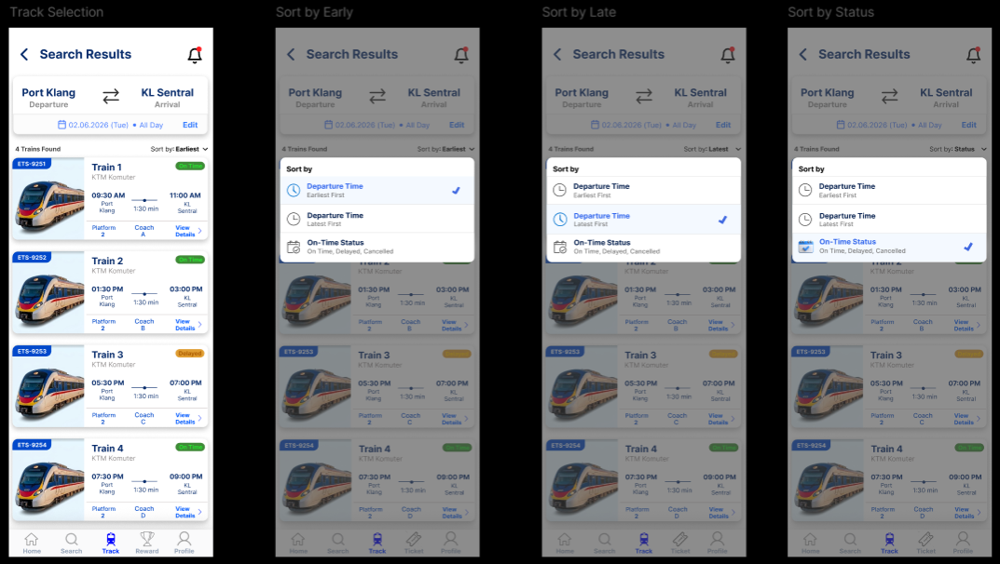 Track Selection
Search Results
Port Klang
Departure
KL Sentral
Arrival
02.06.2026 (Tue) • All Day
Edit
4 Trains Found
Sort by: Earliest
ETS-9251
Train 1
On Time
KTM Komuter
09:30 AM
11:00 AM
Port
Klang
1:30 min
KL
Sentral
Platform
2
Coach
A
View
Details
ETS-9252
Train 2
On Time
KTM Komuter
01:30 PM
03:00 PM
Port
Klang
1:30 min
KL
Sentral
Platform
2
Coach
B
View
Details
ETS-9253
Train 3
Delayed
KTM Komuter
05:30 PM
07:00 PM
Port
Klang
1:30 min
KL
Sentral
Platform
2
Coach
C
View
Details
ETS-9254
Train 4
On Time
KTM Komuter
07:30 PM
09:00 PM
Port
Klang
1:30 min
KL
Sentral
Platform
2
Coach
D
View
Details
Home
Search
Track
Reward
Profile
Sort by Early
Search Results
Port Klang
Departure
KL Sentral
Arrival
02.06.2026 (Tue) • All Day
Edit
4 Trains Found
Sort by: Earliest
Sort by
Departure Time
Earliest First
Departure Time
Latest First
On-Time Status
On Time, Delayed, Cancelled
Train 2
KTM Komuter
01:30 PM
03:00 PM
Port
Klang
1:30 min
KL
Sentral
Platform
2
Coach
B
View
Details
ETS-9253
Train 3
KTM Komuter
05:30 PM
07:00 PM
Port
Klang
1:30 min
KL
Sentral
Platform
2
Coach
C
View
Details
ETS-9254
Train 4
On Time
KTM Komuter
07:30 PM
09:00 PM
Port
Klang
1:30 min
KL
Sentral
Platform
2
Coach
D
View
Details
Home
Search
Track
Ticket
Profile
Sort by Late
Search Results
Port Klang
Departure
KL Sentral
Arrival
02.06.2026 (Tue) • All Day
Edit
4 Trains Found
Sort by: Latest
Sort by
Departure Time
Earliest First
Departure Time
Latest First
On-Time Status
On Time, Delayed, Cancelled
Train 2
KTM Komuter
01:30 PM
03:00 PM
Port
Klang
1:30 min
KL
Sentral
Platform
2
Coach
B
View
Details
ETS-9253
Train 3
KTM Komuter
05:30 PM
07:00 PM
Port
Klang
1:30 min
KL
Sentral
Platform
2
Coach
C
View
Details
ETS-9254
Train 4
On Time
KTM Komuter
07:30 PM
09:00 PM
Port
Klang
1:30 min
KL
Sentral
Platform
2
Coach
D
View
Details
Home
Search
Track
Ticket
Profile
Sort by Status
Search Results
Port Klang
Departure
KL Sentral
Arrival
02.06.2026 (Tue) • All Day
Edit
4 Trains Found
Sort by: Status
Sort by
Departure Time
Earliest First
Departure Time
Latest First
On-Time Status
On Time, Delayed, Cancelled
Train 2
KTM Komuter
01:30 PM
03:00 PM
Port
Klang
1:30 min
KL
Sentral
Platform
2
Coach
B
View
Details
ETS-9253
Train 3
KTM Komuter
05:30 PM
07:00 PM
Port
Klang
1:30 min
KL
Sentral
Platform
2
Coach
C
View
Details
ETS-9254
Train 4
On Time
KTM Komuter
07:30 PM
09:00 PM
Port
Klang
1:30 min
KL
Sentral
Platform
2
Coach
D
View
Details
Home
Search
Track
Ticket
Profile